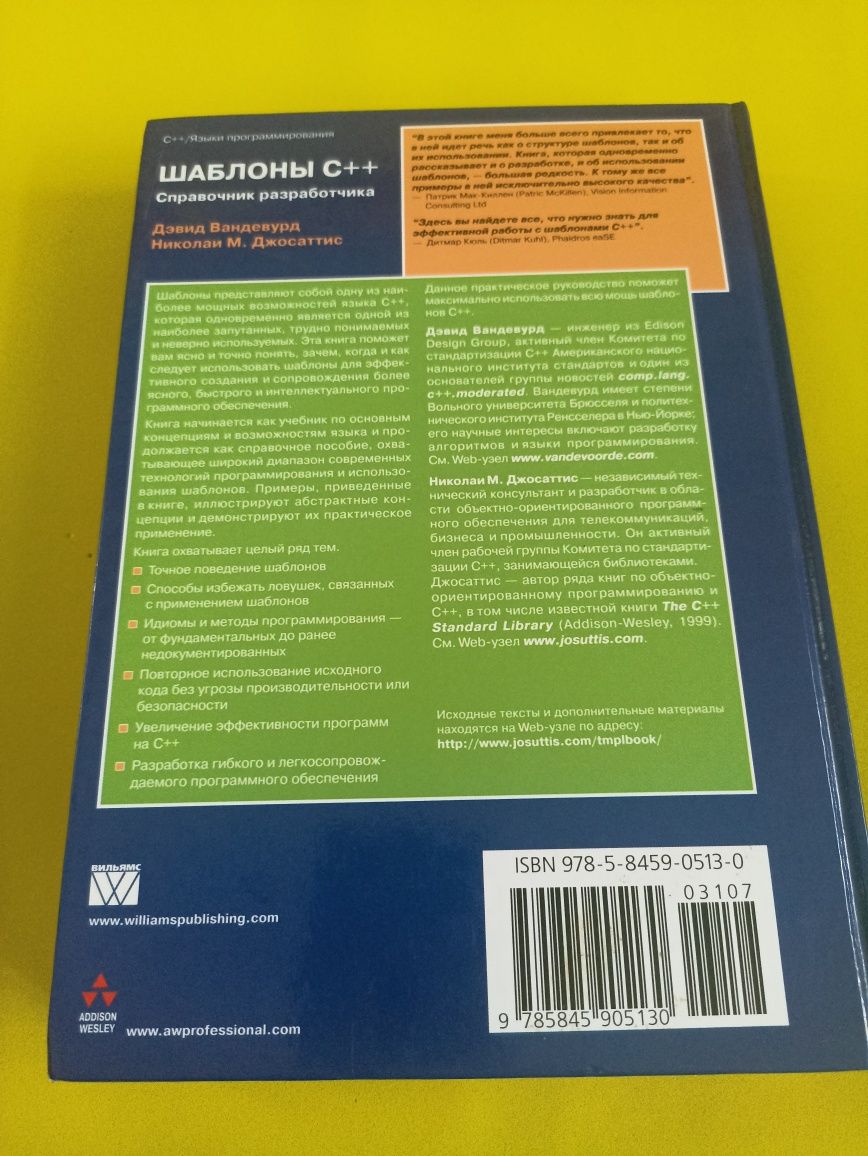 C++/Языки программирования
ШАБЛОНЫ C++
Справочник разработчика
Дэвид Вандевурд
Николаи М. Джосаттис
"В этой книге меня больше всего привлекает то, что
в ней идет речь как о структуре шаблонов, так и об
их использовании. Книга, которая одновременно
рассказывает и о разработке, и об использовании
шаблонов, — большая редкость. К тому же все
примеры в ней исключительно высокого качества".
— Патрик Мак-Киллен (Patric McKillen), Vision Information
Consulting Ltd
"Здесь вы найдете все, что нужно знать для
эффективной работы с шаблонами C++".
— Дитмар Кюль (Ditmar Kuhl), Phaidros eaSE
Шаблоны представляют собой одну из наи-
более мощных возможностей языка C++,
которая одновременно является одной из
наиболее запутанных, трудно понимаемых
и неверно используемых. Эта книга поможет
вам ясно и точно понять, зачем, когда и как
следует использовать шаблоны для эффек-
тивного создания и сопровождения более
ясного, быстрого и интеллектуального про-
граммного обеспечения.
Книга начинается как учебник по основным
концепциям и возможностям языка и про-
должается как справочное пособие, охва-
тывающее широкий диапазон современных
технологий программирования и использо-
вания шаблонов. Примеры, приведенные
в книге, иллюстрируют абстрактные кон-
цепции и демонстрируют их практическое
применение.
Книга охватывает целый ряд тем.
Точное поведение шаблонов
Способы избежать ловушек, связанных
с применением шаблонов
Идиомы и методы программирования —
от фундаментальных до ранее
недокументированных
Повторное использование исходного
кода без угрозы производительности или
безопасности
Увеличение эффективности программ
на C++
Разработка гибкого и легкосопровож-
даемого программного обеспечения
Данное практическое руководство поможет
максимально использовать всю мощь шабло-
нов C++.
Дэвид Вандевурд — инженер из Edison
Design Group, активный член Комитета по
стандартизации C++ Американского нацио-
нального института стандартов и один из
основателей группы новостей comp.lang.
c++.moderated. Вандевурд имеет степени
Вольного университета Брюсселя и политех-
нического института Ренсселера в Нью-Йорке;
его научные интересы включают разработку
алгоритмов и языки программирования.
См. Web-узел www.vandevoorde.com.
Николаи М. Джосаттис — независимый тех-
нический консультант и разработчик в обла-
сти объектно-ориентированного программ-
ного обеспечения для телекоммуникаций,
бизнеса и промышленности. Он активный
член рабочей группы Комитета по стандарти-
зации C++, занимающейся библиотеками.
Джосаттис — автор ряда книг по объектно-
ориентированному программированию и
C++, в том числе известной книги The C++
Standard Library (Addison-Wesley, 1999).
См. Web-узел www.josuttis.com.
Исходные тексты и дополнительные материалы
находятся на Web-узле по адресу:
http://www.josuttis.com/tmplbook/
ВИЛЬЯМС
W
www.williamspublishing.com
ADDISON
WESLEY
www.awprofessional.com
ISBN 978-5-8459-0513-0
03107
9 785845 905130